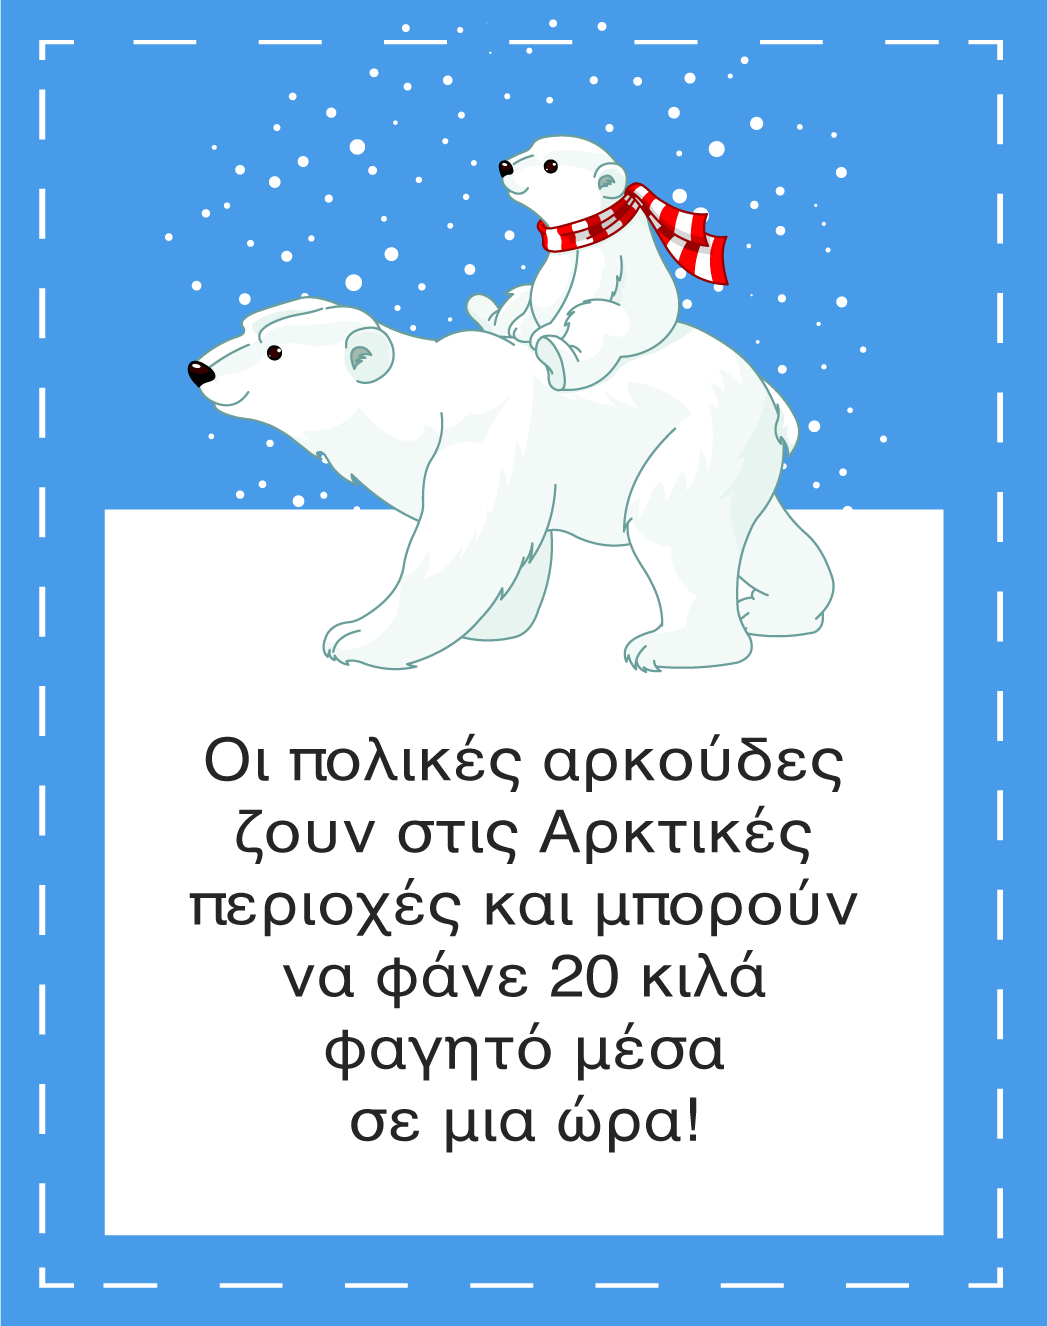 Οι πολικές αρκούδες
ζουν στις Αρκτικές
περιοχές και μπορούν
να φάνε 20 κιλά
φαγητό μέσα
σε μια ώρα!